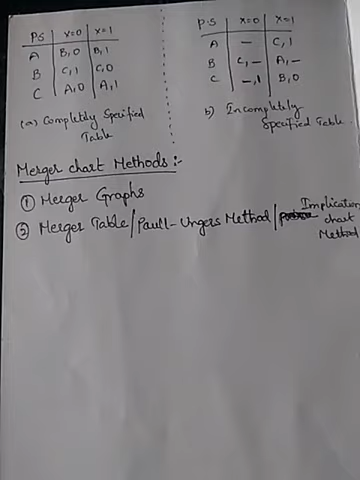 P.S X=0 X=1
A B,0 B,1
B C,1 C,0
C A,0 A,1
(a) Completely Specified
Table
P.S X=0 X=1
A - C,1
B C,- A,-
C -,1 B,0
b) Incompletely
Specified Table.
Merger chart Methods:-
① Merger Graphs
② Merger Table/Paull-Ungers Method/ Implication
chart
Method